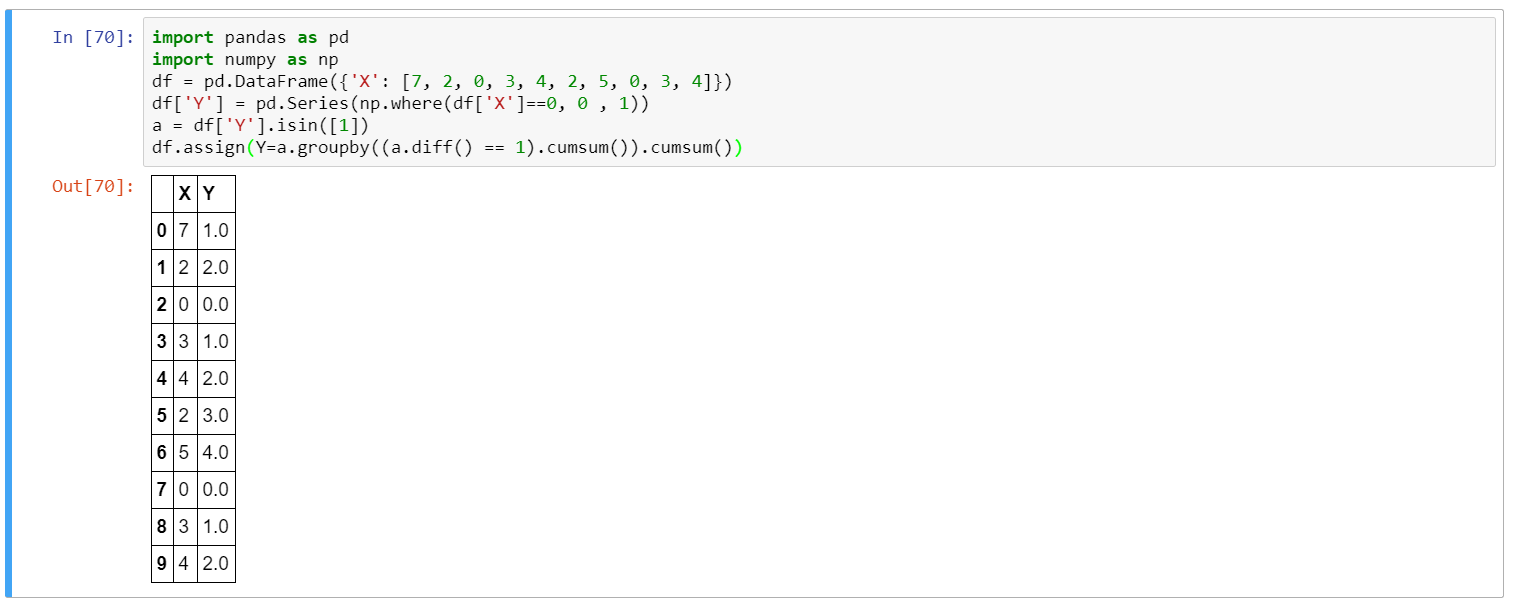 In [70]: import pandas as pd
import numpy as np
df = pd.DataFrame({'X': [7, 2, 0, 3, 4, 2, 5, 0, 3, 4]})
df['Y'] = pd.Series(np.where(df['X']==0, 0 , 1))
a = df['Y'].isin([1])
df.assign(Y=a.groupby((a.diff() == 1).cumsum()).cumsum())
Out[70]:
X Y
0 7 1.0
1 2 2.0
2 0 0.0
3 3 1.0
4 4 2.0
5 2 3.0
6 5 4.0
7 0 0.0
8 3 1.0
9 4 2.0